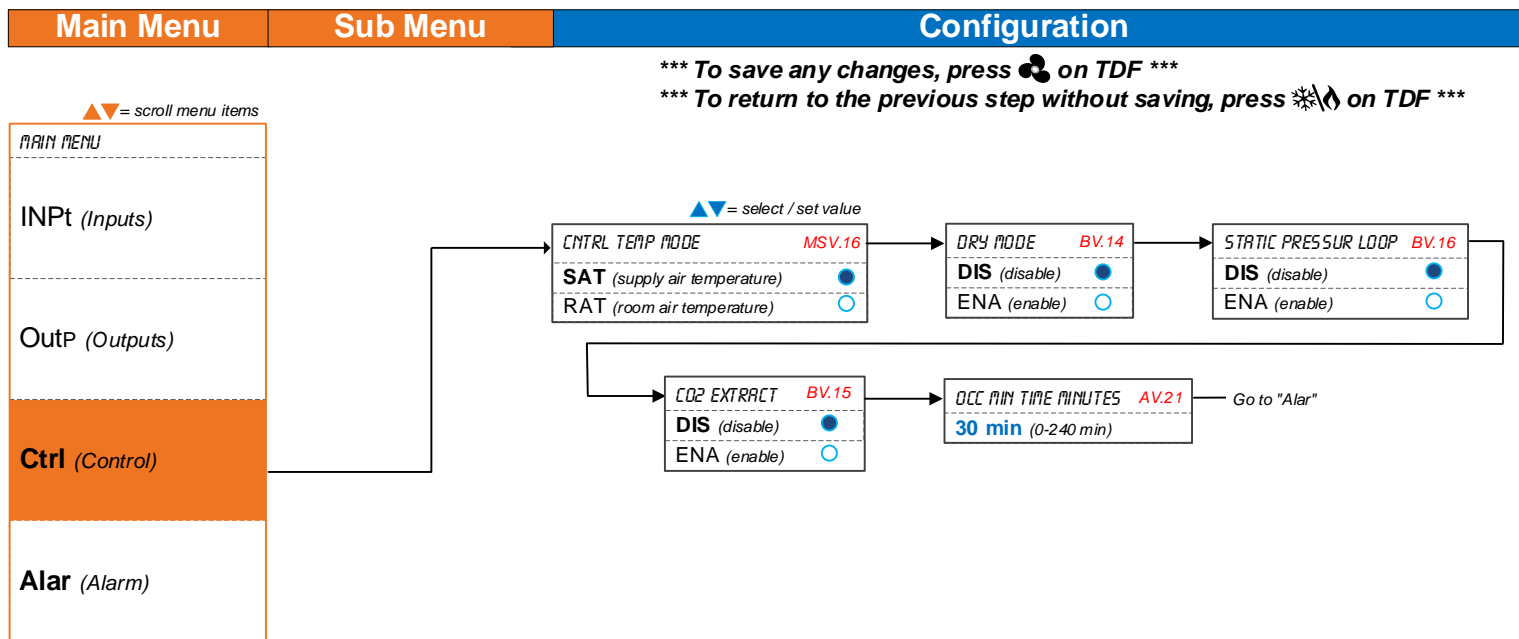 Main Menu Sub Menu Configuration
*** To save any changes, press on TDF ***
*** To return to the previous step without saving, press on TDF ***
▲▼= scroll menu items
MAIN MENU
INPt (Inputs)
OutP (Outputs)
Ctrl (Control)
Alar (Alarm)
▲▼= select / set value
CNTRL TEMP MODE MSV.16
SAT (supply air temperature)
RAT (room air temperature)
DRY MODE BV.14
DIS (disable)
ENA (enable)
STATIC PRESSUR LOOP BV.16
DIS (disable)
ENA (enable)
CO2 EXTRACT BV.15
DIS (disable)
ENA (enable)
OCC MIN TIME MINUTES AV.21
30 min (0-240 min)
Go to "Alar"